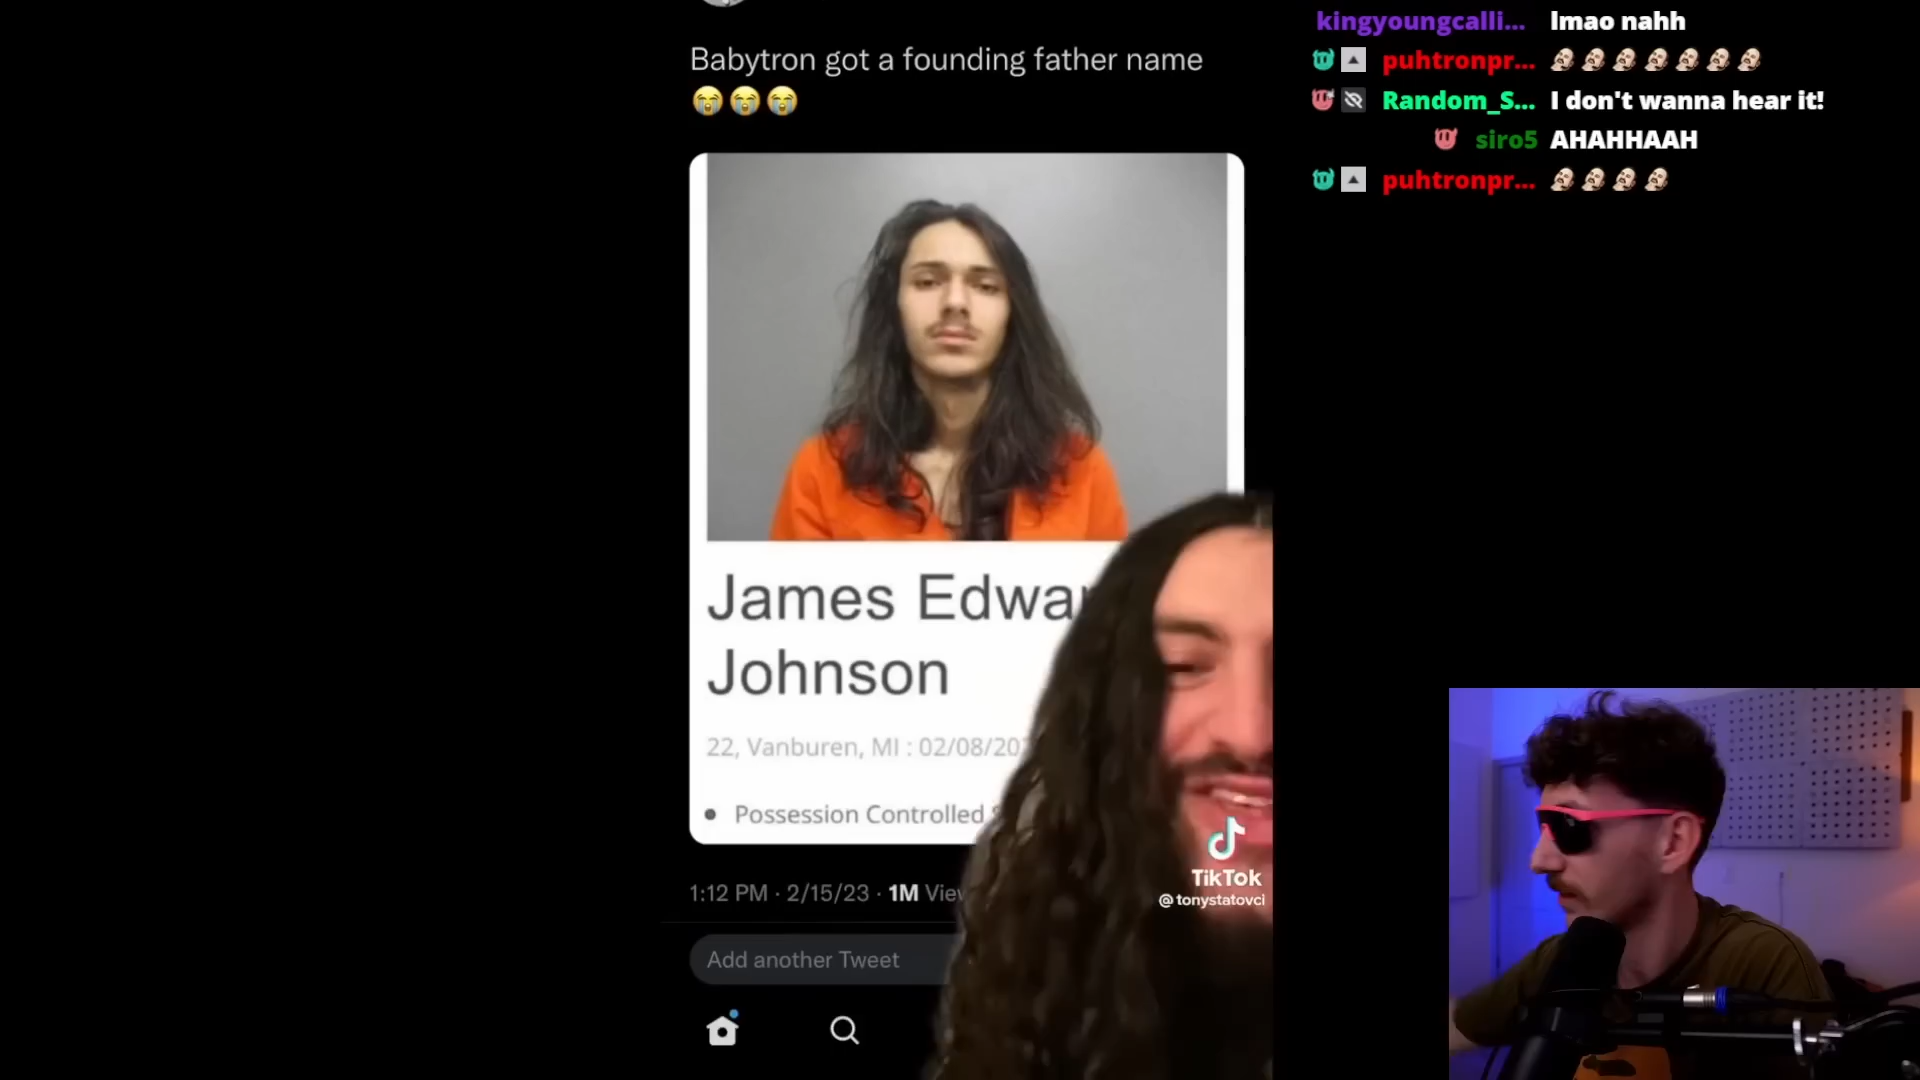 Babytron got a founding father name
😭😭😭
James Edwar
Johnson
22, Vanburen, MI : 02/08/20
Possession Controlled
1:12 PM · 2/15/23 · 1M View
Add another Tweet
TikTok
@tonystatovci
kingyoungcalli... lmao nahh
puhtronpr...
Random_S... I don't wanna hear it!
siro5 AHAHHAAH
puhtronpr...